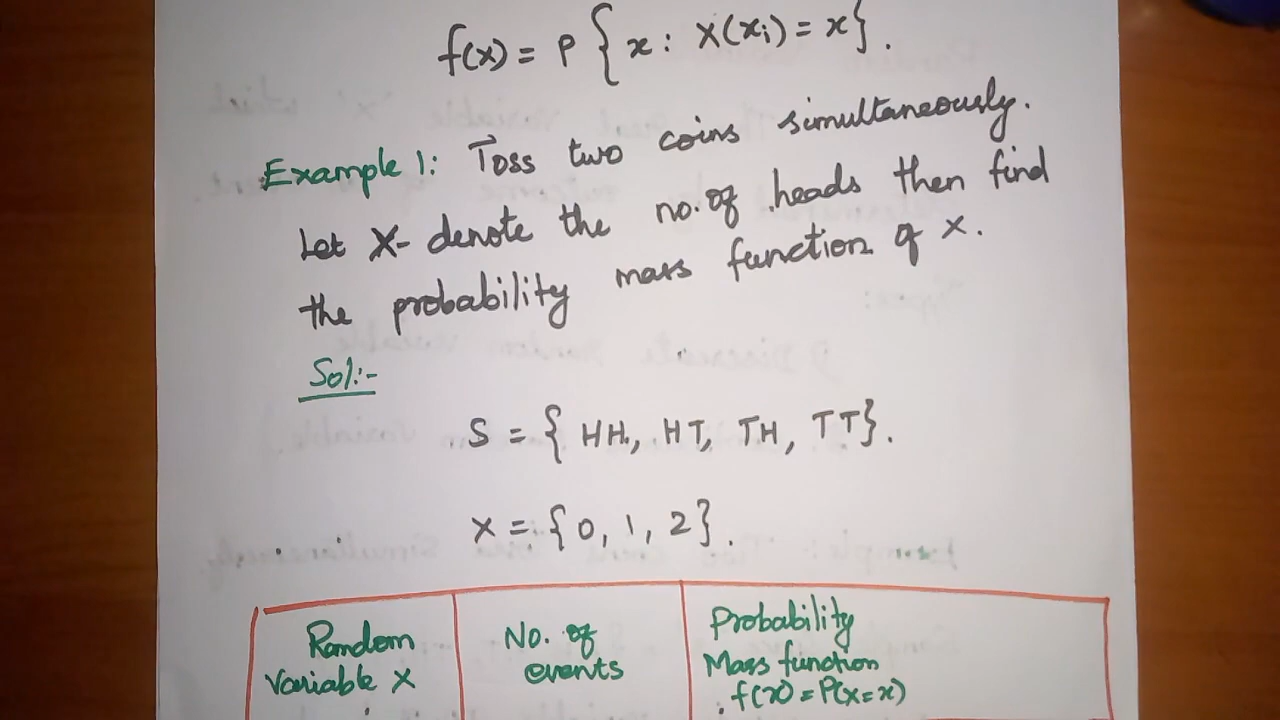 f(x) = P { x : X(xi) = x }.
Example 1: Toss two coins simultaneously.
Let X- denote the no. of heads then find
the probability mass function of X.
Sol:-
S = { HH, HT, TH, TT }.
X = { 0, 1, 2 }.
Random Variable X
No. of events
Probability Mass function f(x) = P(X=x)